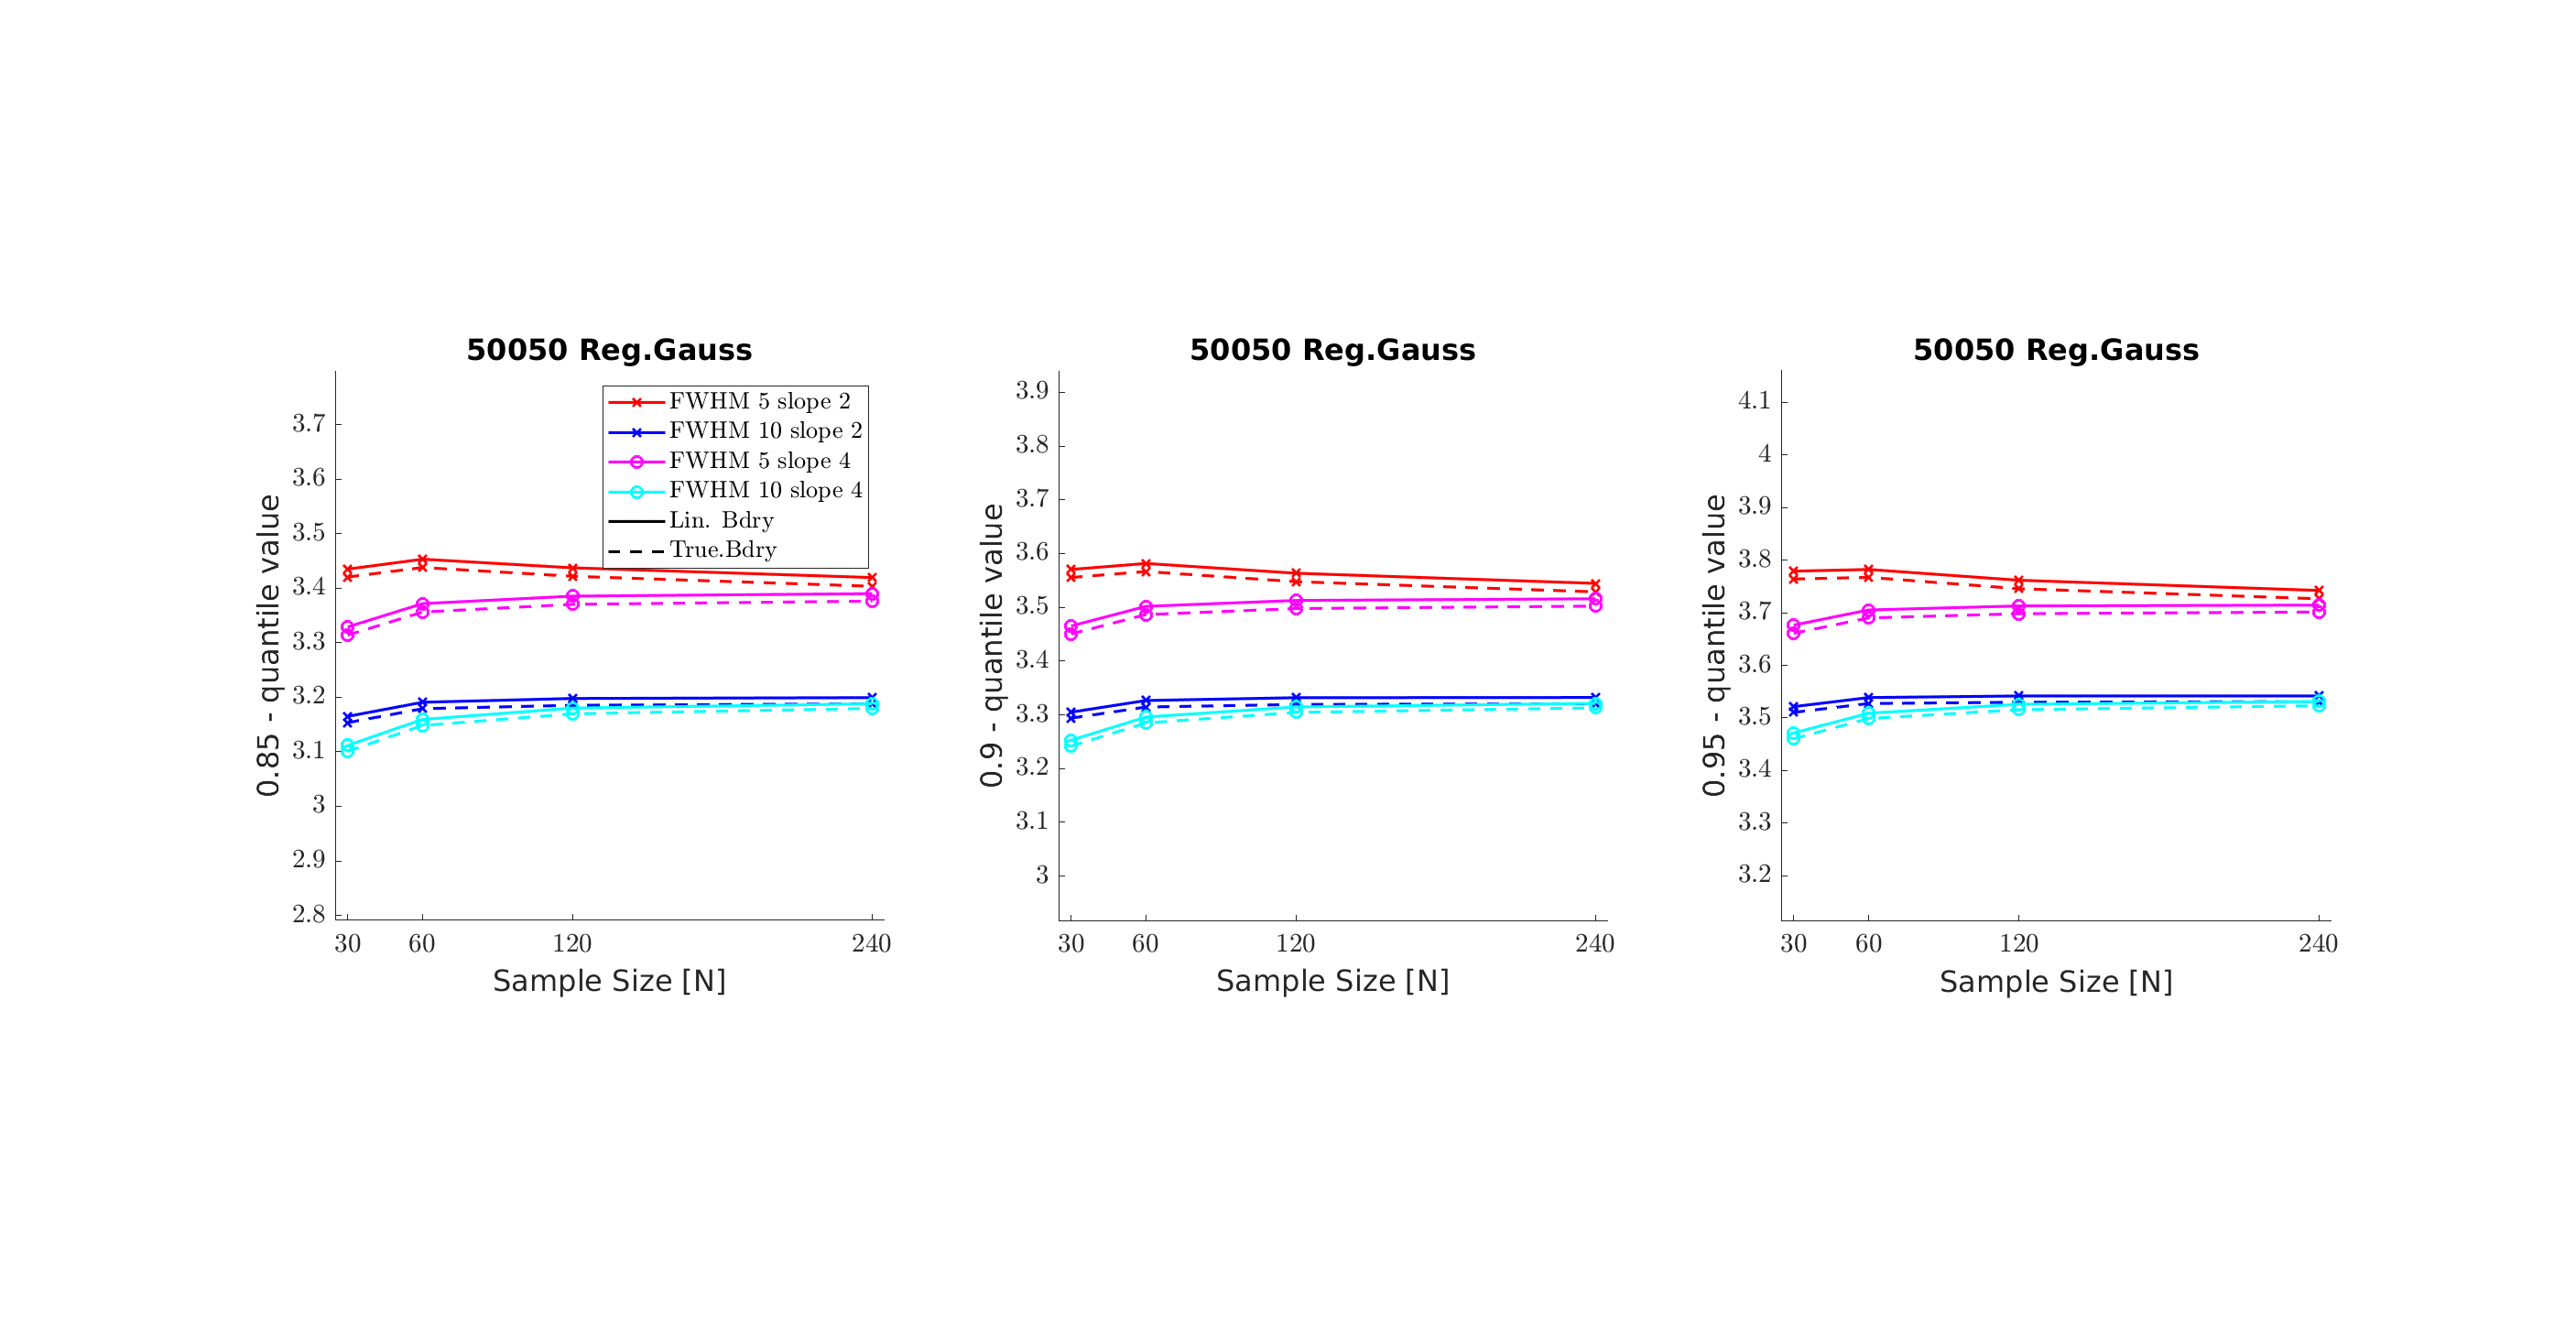 50050 Reg.Gauss
0.85 - quantile value
3.7
3.6
3.5
3.4
3.3
3.2
3.1
3
2.9
2.8
30 60 120 240
Sample Size [N]
FWHM 5 slope 2
FWHM 10 slope 2
FWHM 5 slope 4
FWHM 10 slope 4
Lin. Bdry
True.Bdry
50050 Reg.Gauss
0.9 - quantile value
3.9
3.8
3.7
3.6
3.5
3.4
3.3
3.2
3.1
3
30 60 120 240
Sample Size [N]
50050 Reg.Gauss
0.95 - quantile value
4.1
4
3.9
3.8
3.7
3.6
3.5
3.4
3.3
3.2
30 60 120 240
Sample Size [N]